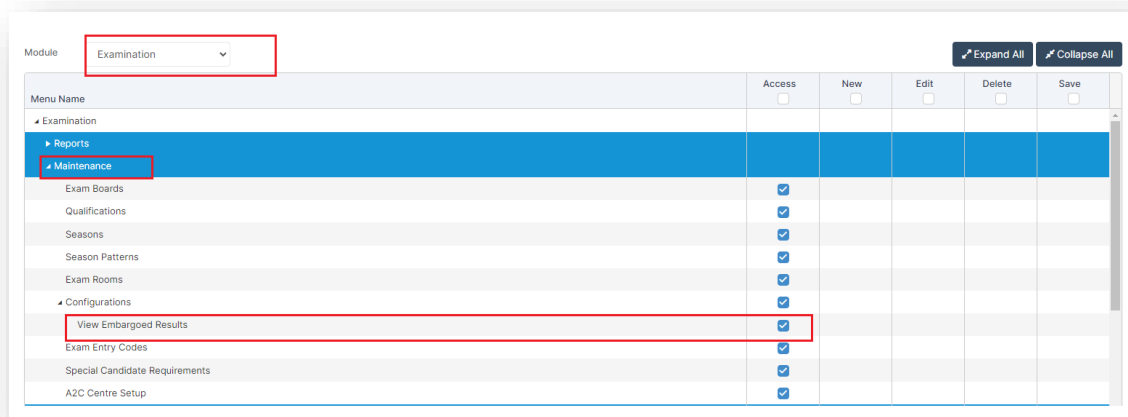 Module Examination Expand All Collapse All
Menu Name Access New Edit Delete Save
Examination
Reports
Maintenance
Exam Boards
Qualifications
Seasons
Season Patterns
Exam Rooms
Configurations
View Embargoed Results
Exam Entry Codes
Special Candidate Requirements
A2C Centre Setup